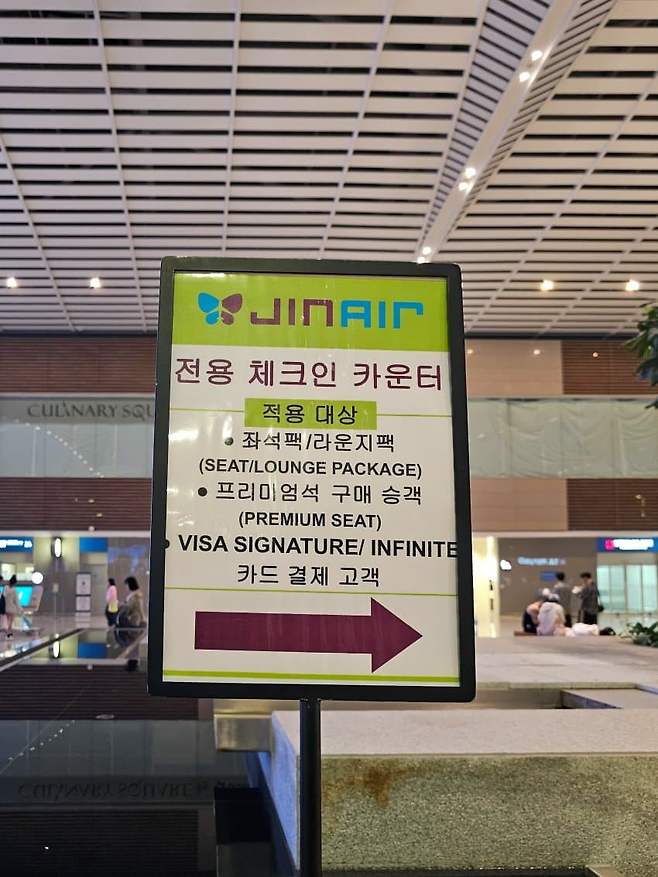 JINAIR
전용 체크인 카운터
적용 대상
• 좌석팩/라운지팩
(SEAT/LOUNGE PACKAGE)
• 프리미엄석 구매 승객
(PREMIUM SEAT)
• VISA SIGNATURE/ INFINITE
카드 결제 고객
CULINARY SQU